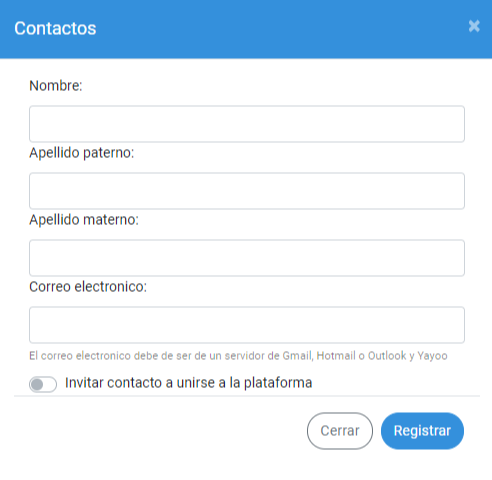 Contactos
×
Nombre:
Apellido paterno:
Apellido materno:
Correo electronico:
El correo electronico debe de ser de un servidor de Gmail, Hotmail o Outlook y Yayoo
Invitar contacto a unirse a la plataforma
Cerrar Registrar